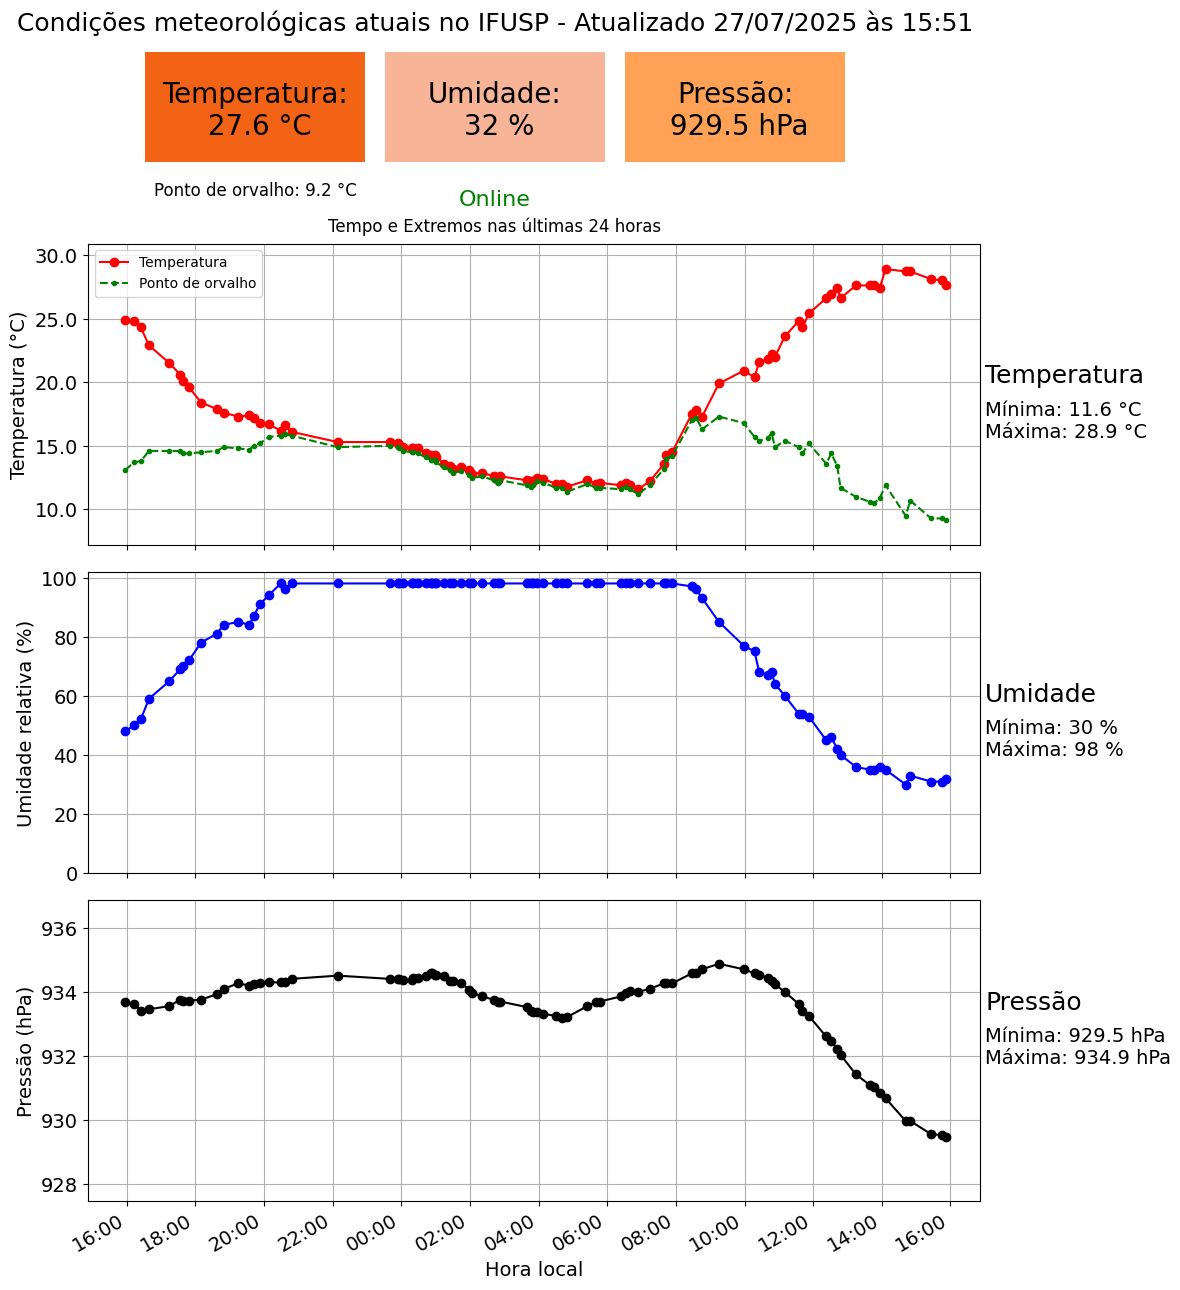 Condições meteorológicas atuais no IFUSP - Atualizado 27/07/2025 às 15:51
Temperatura:
27.6 °C
Umidade:
32 %
Pressão:
929.5 hPa
Ponto de orvalho: 9.2 °C
Online
Tempo e Extremos nas últimas 24 horas
Temperatura
Ponto de orvalho
Temperatura (°C)
30.0
25.0
20.0
15.0
10.0
Temperatura
Mínima: 11.6 °C
Máxima: 28.9 °C
Umidade relativa (%)
100
80
60
40
20
0
Umidade
Mínima: 30 %
Máxima: 98 %
Pressão (hPa)
936
934
932
930
928
Pressão
Mínima: 929.5 hPa
Máxima: 934.9 hPa
16:00 18:00 20:00 22:00 00:00 02:00 04:00 06:00 08:00 10:00 12:00 14:00 16:00
Hora local